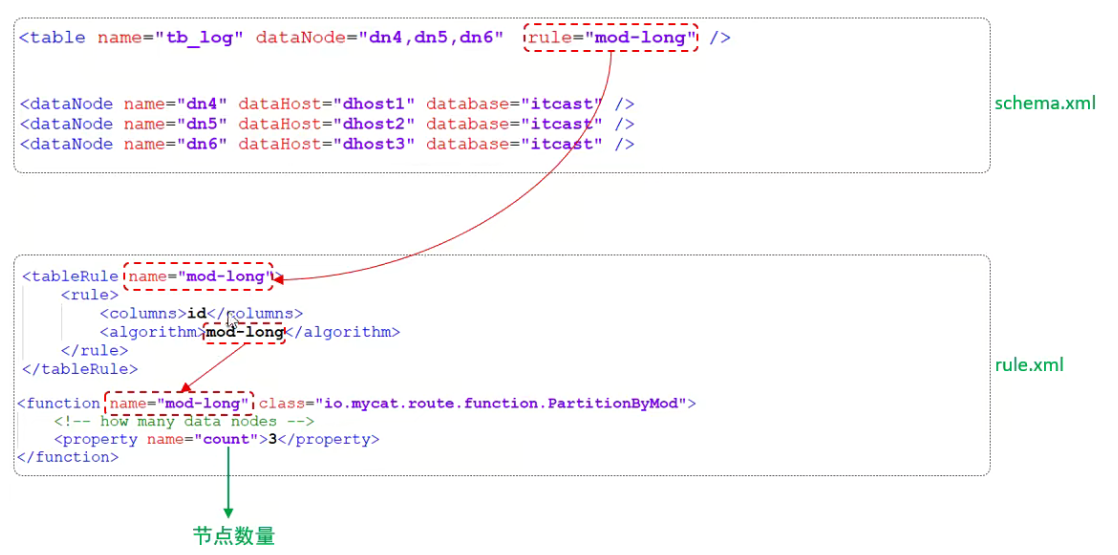 <table name="tb_log" dataNode="dn4,dn5,dn6" rule="mod-long" />
<dataNode name="dn4" dataHost="dhost1" database="itcast" />
<dataNode name="dn5" dataHost="dhost2" database="itcast" />
<dataNode name="dn6" dataHost="dhost3" database="itcast" />
schema.xml
<tableRule name="mod-long">
<rule>
<columns>id</columns>
<algorithm>mod-long</algorithm>
</rule>
</tableRule>
rule.xml
<function name="mod-long" class="io.mycat.route.function.PartitionByMod">
<!-- how many data nodes -->
<property name="count">3</property>
</function>
节点数量